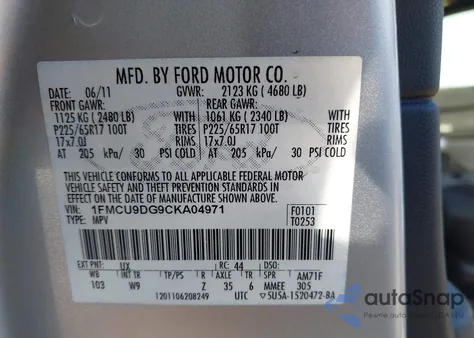 MFD. BY FORD MOTOR CO.
DATE: 06/11 GVWR: 2123 KG ( 4680 LB)
FRONT GAWR: REAR GAWR:
1125 KG ( 2480 LB) WITH 1061 KG ( 2340 LB) WITH
P225/65R17 100T TIRES P225/65R17 100T TIRES
17x7.0J RIMS 17x7.0J RIMS
AT 205 kPa/ 30 PSI COLD AT 205 kPa/ 30 PSI COLD
THIS VEHICLE CONFORMS TO ALL APPLICABLE FEDERAL MOTOR
VEHICLE SAFETY AND THEFT PREVENTION STANDARDS IN
EFFECT ON THE DATE OF MANUFACTURE SHOWN ABOVE.
VIN: 1FMCU9DG9CKA04971 F0101
TYPE: MPV T0253
EXT PNT: UX RC: 44 DSO:
WB INT TR TP/PS R AXLE TR SPR AM71F
103 W9 Z 35 6 MMEE 305
1201106208249 UTC 5USA-1520472-BA
autoSnap